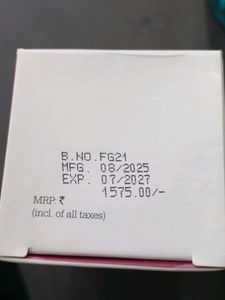 B.NO.FG21
MFG. 08/2025
EXP. 07/2027
1575.00/-
MRP: ₹
(incl. of all taxes)